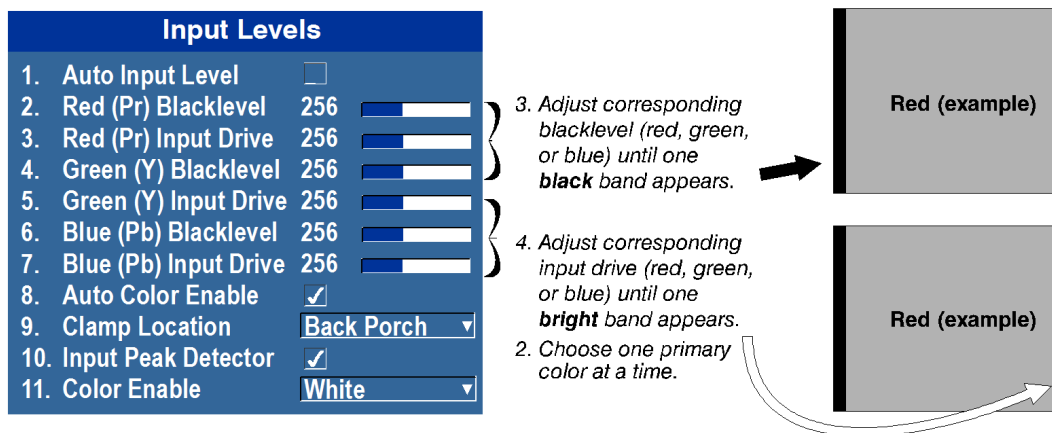 Input Levels
1. Auto Input Level
2. Red (Pr) Blacklevel 256
3. Red (Pr) Input Drive 256
4. Green (Y) Blacklevel 256
5. Green (Y) Input Drive 256
6. Blue (Pb) Blacklevel 256
7. Blue (Pb) Input Drive 256
8. Auto Color Enable
9. Clamp Location Back Porch
10. Input Peak Detector
11. Color Enable White
3. Adjust corresponding
blacklevel (red, green,
or blue) until one
black band appears.
4. Adjust corresponding
input drive (red, green,
or blue) until one
bright band appears.
2. Choose one primary
color at a time.
Red (example)
Red (example)